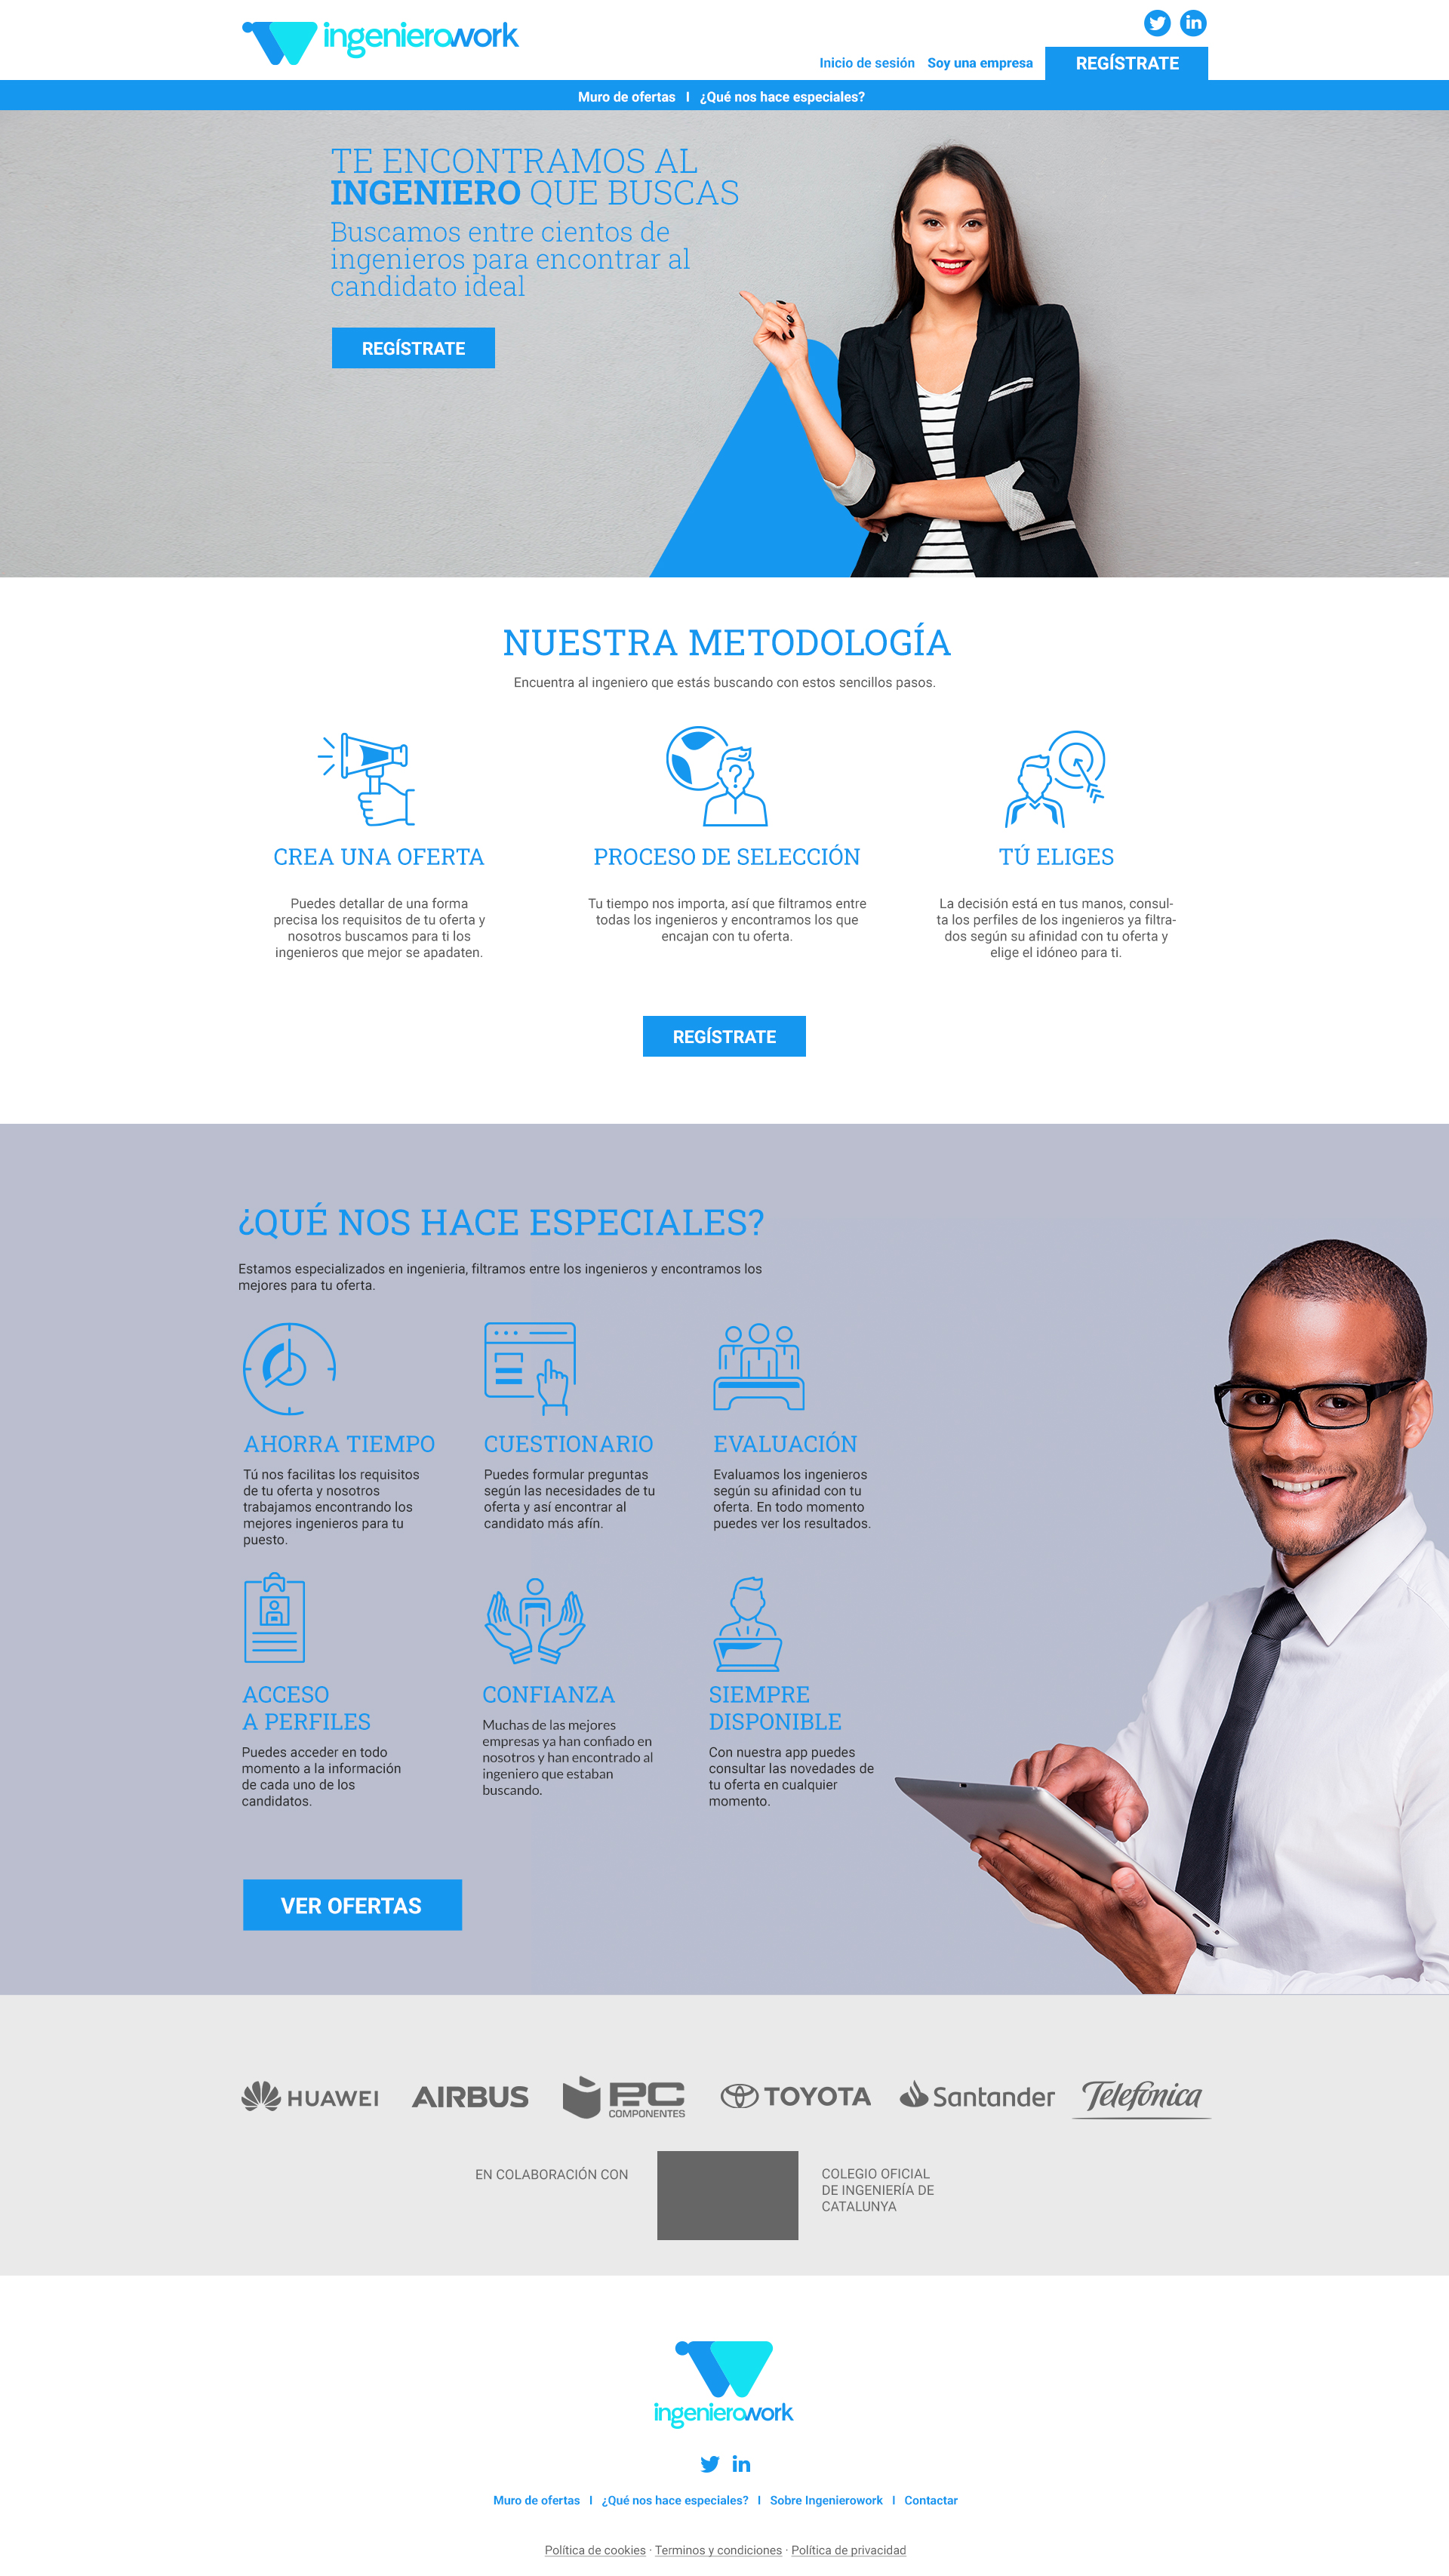 ingenierowork
Inicio de sesión Soy una empresa REGÍSTRATE
Muro de ofertas I ¿Qué nos hace especiales?
TE ENCONTRAMOS AL
INGENIERO QUE BUSCAS
Buscamos entre cientos de
ingenieros para encontrar al
candidato ideal
REGÍSTRATE
NUESTRA METODOLOGÍA
Encuentra al ingeniero que estás buscando con estos sencillos pasos.
CREA UNA OFERTA
Puedes detallar de una forma
precisa los requisitos de tu oferta y
nosotros buscamos para ti los
ingenieros que mejor se apadaten.
PROCESO DE SELECCIÓN
Tu tiempo nos importa, así que filtramos entre
todas los ingenieros y encontramos los que
encajan con tu oferta.
TÚ ELIGES
La decisión está en tus manos, consul-
ta los perfiles de los ingenieros ya filtra-
dos según su afinidad con tu oferta y
elige el idóneo para ti.
REGÍSTRATE
¿QUÉ NOS HACE ESPECIALES?
Estamos especializados en ingenieria, filtramos entre los ingenieros y encontramos los
mejores para tu oferta.
AHORRA TIEMPO
Tú nos facilitas los requisitos
de tu oferta y nosotros
trabajamos encontrando los
mejores ingenieros para tu
puesto.
CUESTIONARIO
Puedes formular preguntas
según las necesidades de tu
oferta y así encontrar al
candidato más afín.
EVALUACIÓN
Evaluamos los ingenieros
según su afinidad con tu
oferta. En todo momento
puedes ver los resultados.
ACCESO
A PERFILES
Puedes acceder en todo
momento a la información
de cada uno de los
candidatos.
CONFIANZA
Muchas de las mejores
empresas ya han confiado en
nosotros y han encontrado al
ingeniero que estaban
buscando.
SIEMPRE
DISPONIBLE
Con nuestra app puedes
consultar las novedades de
tu oferta en cualquier
momento.
VER OFERTAS
HUAWEI AIRBUS PC COMPONENTES TOYOTA Santander Telefónica
EN COLABORACIÓN CON
COLEGIO OFICIAL
DE INGENIERÍA DE
CATALUNYA
ingenierowork
Muro de ofertas I ¿Qué nos hace especiales? I Sobre Ingenierowork I Contactar
Política de cookies · Terminos y condiciones · Política de privacidad